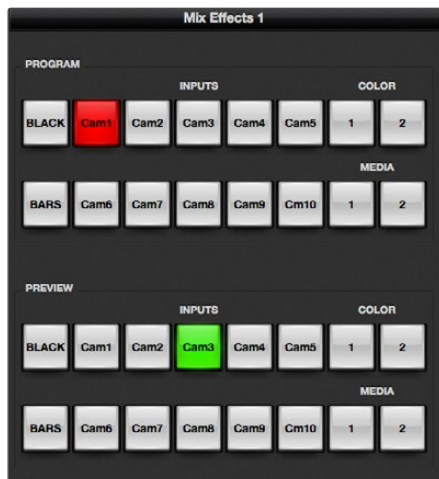 Mix Effects 1
PROGRAM
INPUTS COLOR
BLACK Cam1 Cam2 Cam3 Cam4 Cam5 1 2
MEDIA
BARS Cam6 Cam7 Cam8 Cam9 Cm10 1 2
PREVIEW
INPUTS COLOR
BLACK Cam1 Cam2 Cam3 Cam4 Cam5 1 2
MEDIA
BARS Cam6 Cam7 Cam8 Cam9 Cm10 1 2